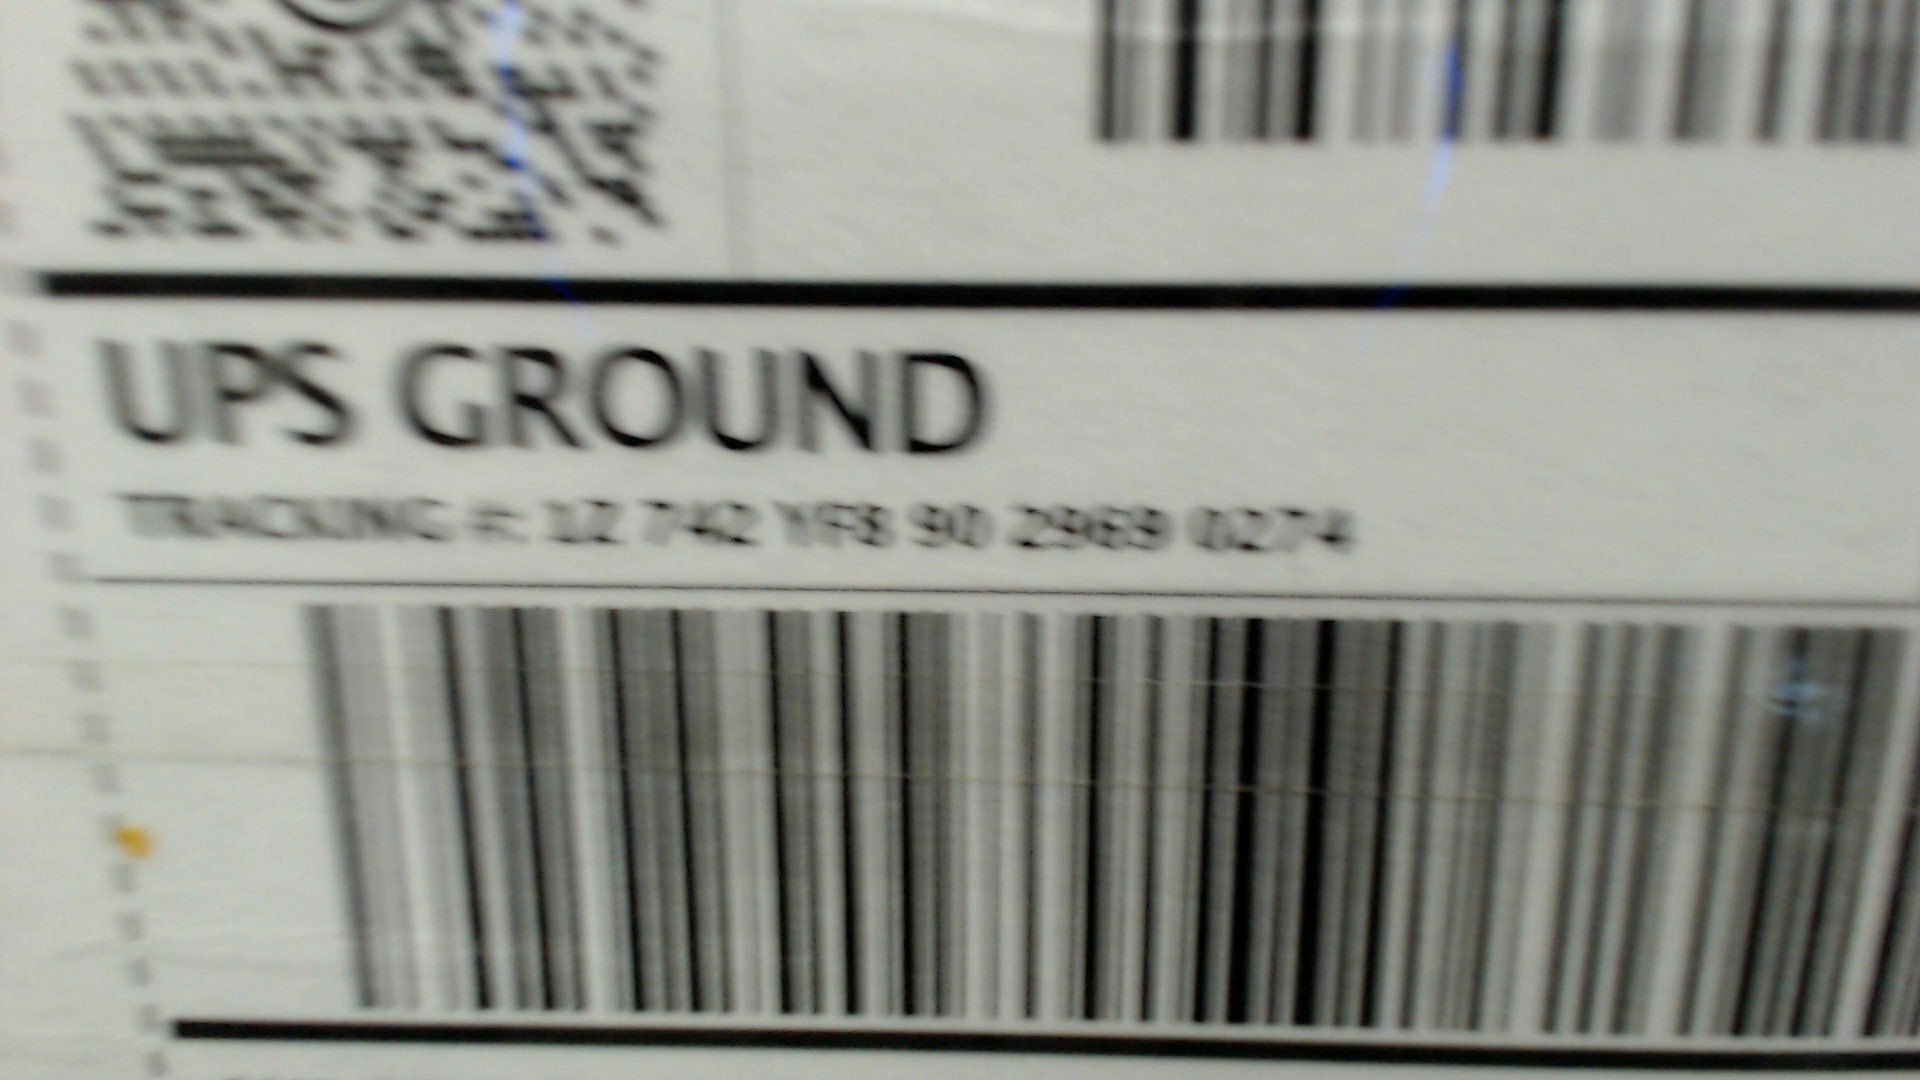 UPS GROUND
TRACKING #: 1Z 742 YF8 90 2969 0274